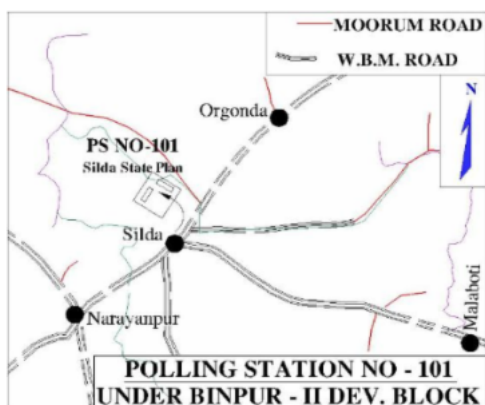 MOORUM ROAD
W.B.M. ROAD
N
Orgonda
PS NO-101
Silda State Plan
Silda
Narayanpur
Malaboti
POLLING STATION NO - 101
UNDER BINPUR - II DEV. BLOCK